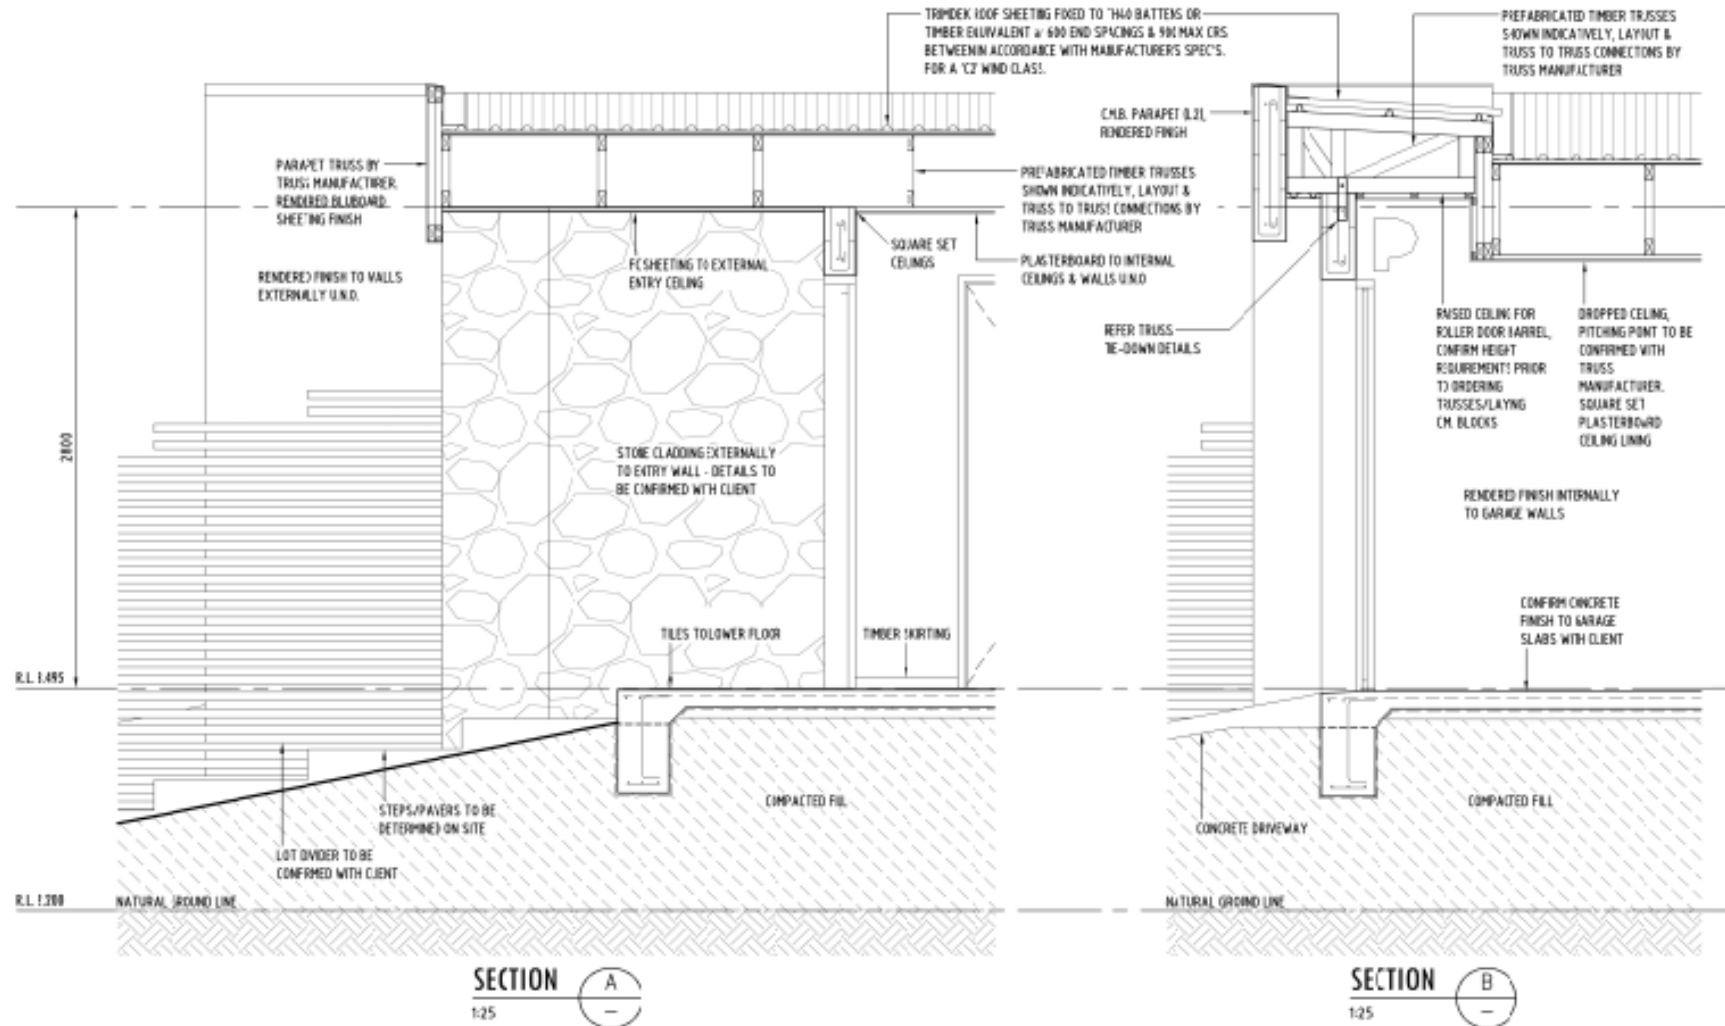 TRIMDEK ROOF SHEETING FIXED TO TH40 BATTENS OR
TIMBER EQUIVALENT @ 600 END SPACINGS & 900 MAX CRS
BETWEEN IN ACCORDANCE WITH MANUFACTURER'S SPEC'S.
FOR A 'C2' WIND CLASS.
PREFABRICATED TIMBER TRUSSES
SHOWN INDICATIVELY, LAYOUT &
TRUSS TO TRUSS CONNECTIONS BY
TRUSS MANUFACTURER
C.M.B. PARAPET
RENDERED FINISH
PARAPET TRUSS BY
TRUSS MANUFACTURER.
RENDERED BLUBOARD
SHEETING FINISH
PREFABRICATED TIMBER TRUSSES
SHOWN INDICATIVELY, LAYOUT &
TRUSS TO TRUSS CONNECTIONS BY
TRUSS MANUFACTURER
SQUARE SET
CEILINGS
RENDERED FINISH TO WALLS
EXTERNALLY U.N.O.
FC SHEETING TO EXTERNAL
ENTRY CEILING
PLASTERBOARD TO INTERNAL
CEILINGS & WALLS U.N.O
REFER TRUSS
TIE-DOWN DETAILS
RAISED CEILING FOR
ROLLER DOOR BARREL,
CONFIRM HEIGHT
REQUIREMENTS PRIOR
TO ORDERING
TRUSSES/LAYING
C.M. BLOCKS
DROPPED CEILING,
PITCHING POINT TO BE
CONFIRMED WITH
TRUSS
MANUFACTURER.
SQUARE SET
PLASTERBOARD
CEILING LINING
2800
STONE CLADDING EXTERNALLY
TO ENTRY WALL - DETAILS TO
BE CONFIRMED WITH CLIENT
RENDERED FINISH INTERNALLY
TO GARAGE WALLS
CONFIRM CONCRETE
FINISH TO GARAGE
SLABS WITH CLIENT
TILES TO LOWER FLOOR
TIMBER SKIRTING
R.L.
STEPS/PAVERS TO BE
DETERMINED ON SITE
COMPACTED FILL
COMPACTED FILL
CONCRETE DRIVEWAY
LOT DIVIDER TO BE
CONFIRMED WITH CLIENT
R.L.
NATURAL GROUND LINE
NATURAL GROUND LINE
SECTION A
1:25 –
SECTION B
1:25 –